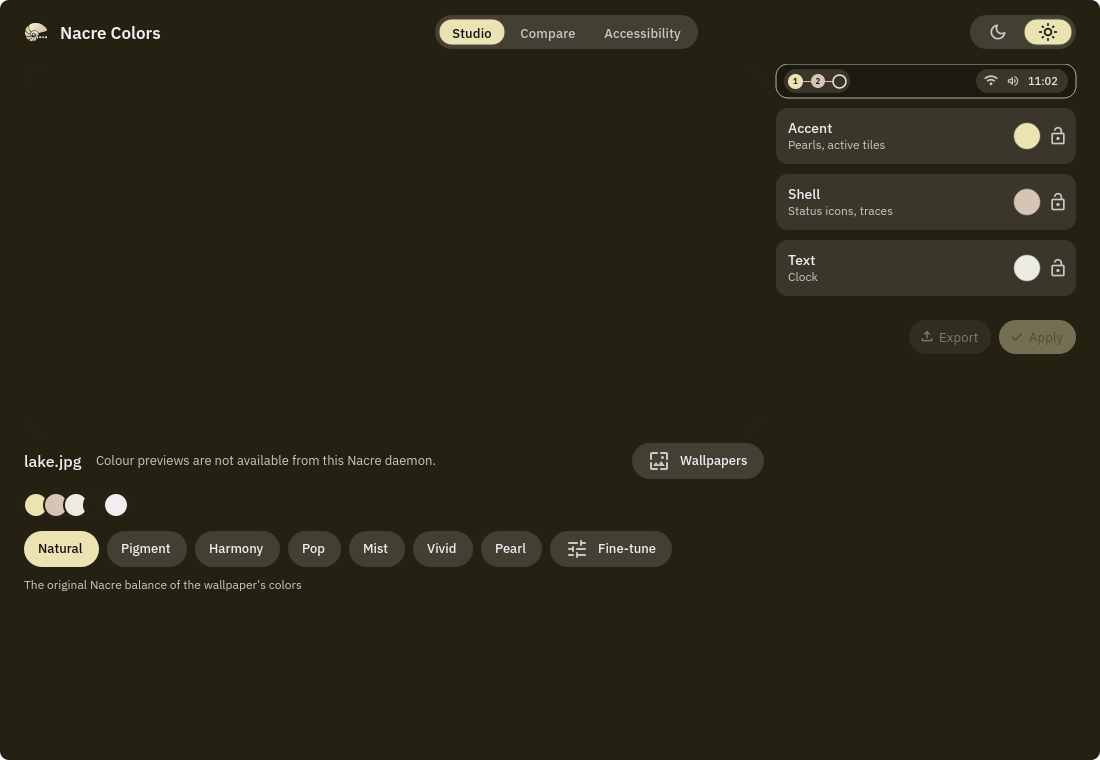 Nacre Colors
Studio
Compare
Accessibility
1 2
11:02
Accent
Pearls, active tiles
Shell
Status icons, traces
Text
Clock
Export
Apply
lake.jpg
Colour previews are not available from this Nacre daemon.
Wallpapers
Natural
Pigment
Harmony
Pop
Mist
Vivid
Pearl
Fine-tune
The original Nacre balance of the wallpaper's colors